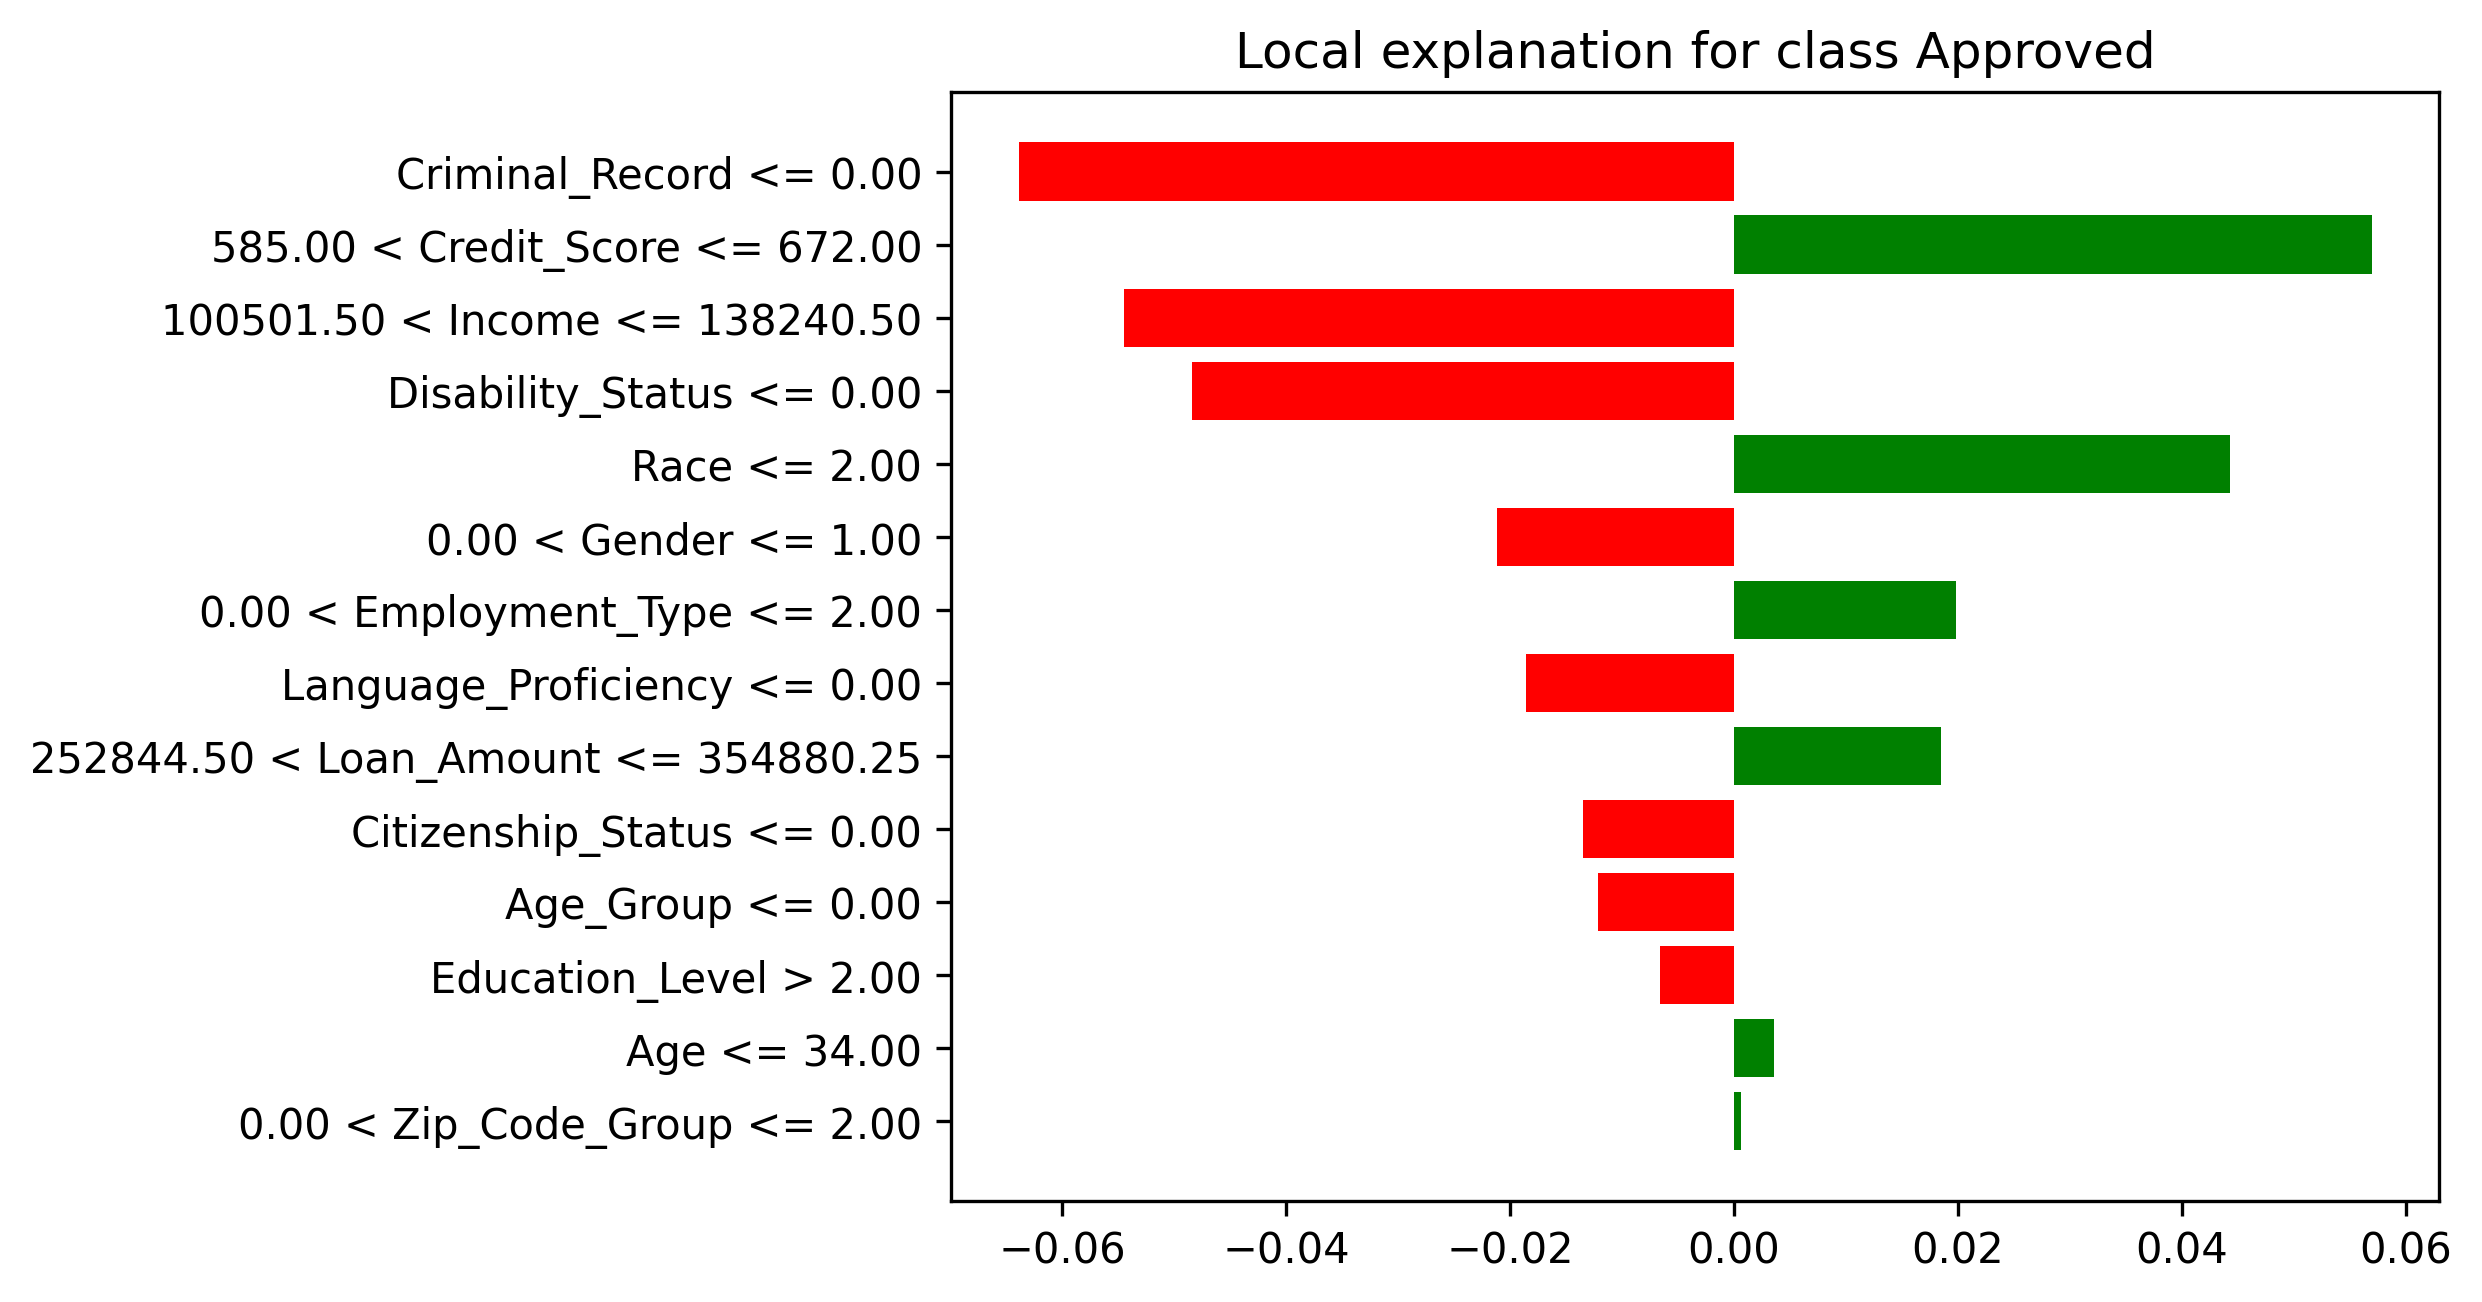 Local explanation for class Approved
Criminal_Record <= 0.00
585.00 < Credit_Score <= 672.00
100501.50 < Income <= 138240.50
Disability_Status <= 0.00
Race <= 2.00
0.00 < Gender <= 1.00
0.00 < Employment_Type <= 2.00
Language_Proficiency <= 0.00
252844.50 < Loan_Amount <= 354880.25
Citizenship_Status <= 0.00
Age_Group <= 0.00
Education_Level > 2.00
Age <= 34.00
0.00 < Zip_Code_Group <= 2.00
−0.06 −0.04 −0.02 0.00 0.02 0.04 0.06